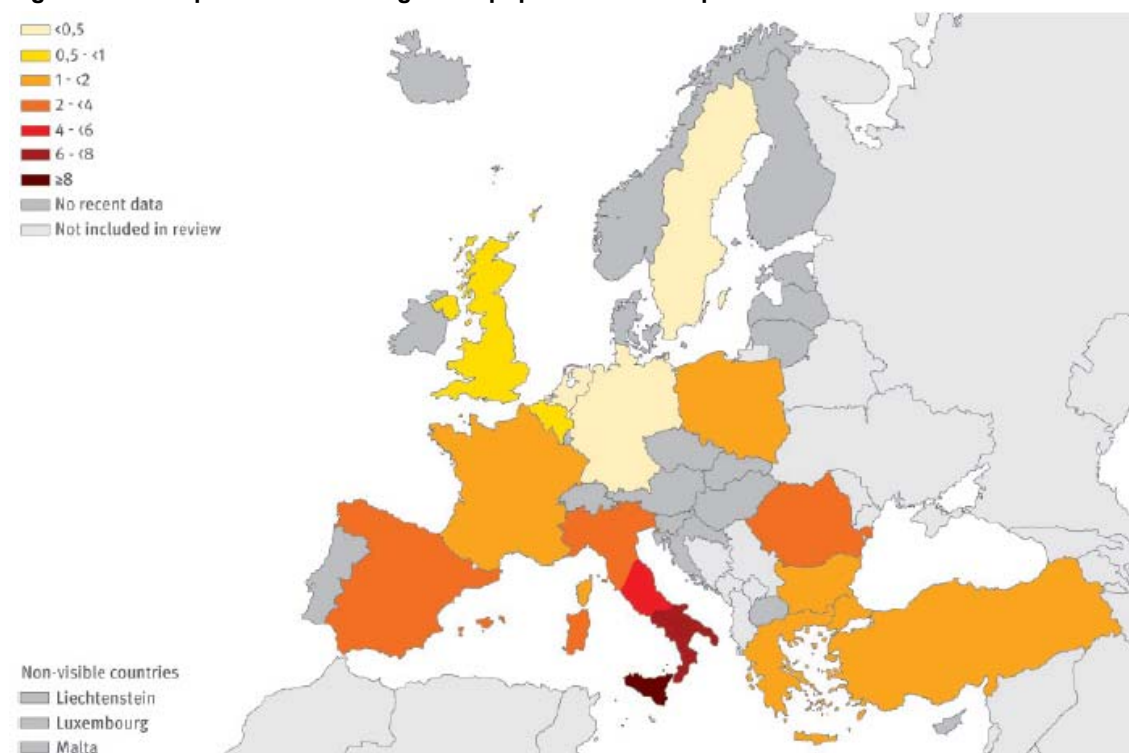 <0,5
0,5 - <1
1 - <2
2 - <4
4 - <6
6 - <8
≥8
No recent data
Not included in review
Non-visible countries
Liechtenstein
Luxembourg
Malta